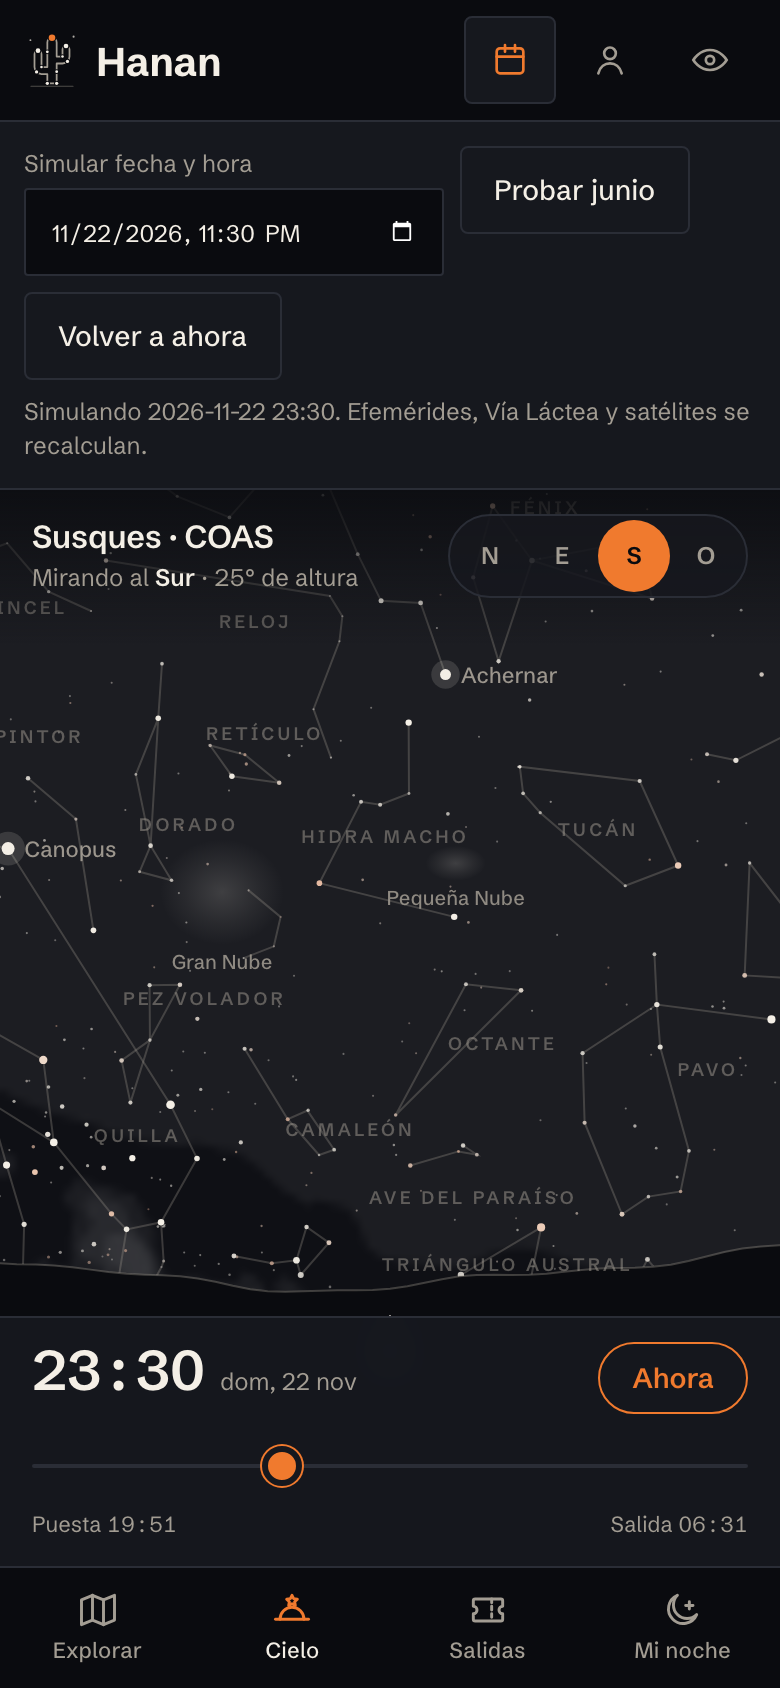 Hanan
Simular fecha y hora
11/22/2026, 11:30 PM
Probar junio
Volver a ahora
Simulando 2026-11-22 23:30. Efemérides, Vía Láctea y satélites se
recalculan.
FÉNIX
Susques · COAS
Mirando al Sur · 25° de altura
N E S O
INCEL
RELOJ
Achernar
PINTOR
RETÍCULO
DORADO
HIDRA MACHO
TUCÁN
Canopus
Pequeña Nube
Gran Nube
PEZ VOLADOR
OCTANTE
PAVO
QUILLA
CAMALEÓN
AVE DEL PARAÍSO
TRIÁNGULO AUSTRAL
23:30 dom, 22 nov
Ahora
Puesta 19:51
Salida 06:31
Explorar
Cielo
Salidas
Mi noche